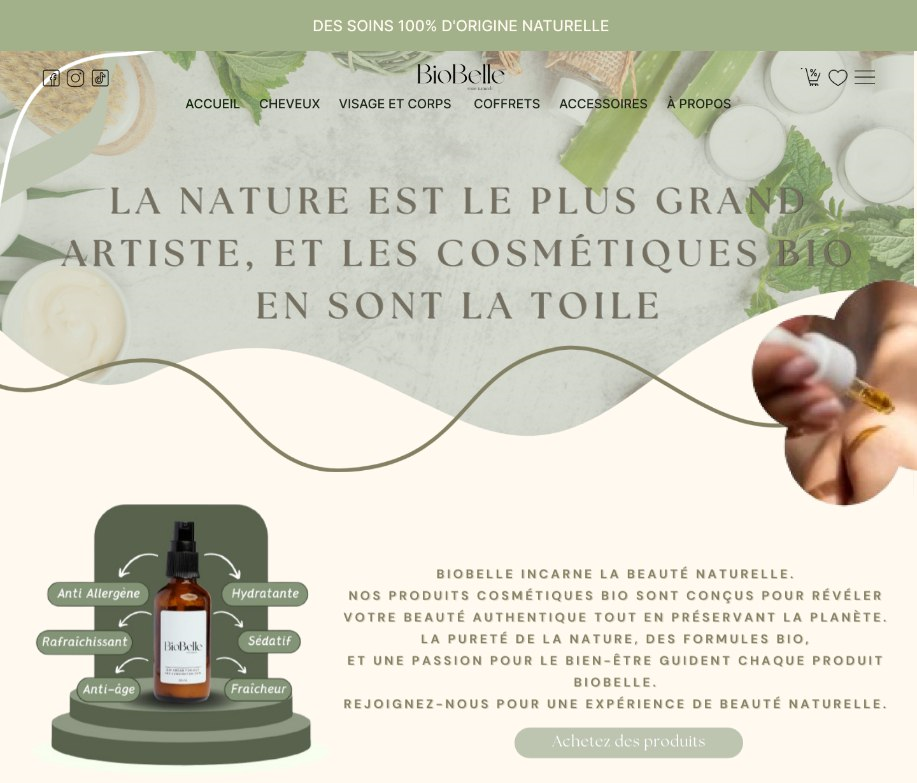 DES SOINS 100% D'ORIGINE NATURELLE
BioBelle
ACCUEIL CHEVEUX VISAGE ET CORPS COFFRETS ACCESSOIRES À PROPOS
LA NATURE EST LE PLUS GRAND
ARTISTE, ET LES COSMÉTIQUES BIO
EN SONT LA TOILE
Anti Allergène
Hydratante
Rafraichissant
Sédatif
Anti-âge
Fraîcheur
BioBelle
BIOBELLE INCARNE LA BEAUTÉ NATURELLE.
NOS PRODUITS COSMÉTIQUES BIO SONT CONÇUS POUR RÉVÉLER
VOTRE BEAUTÉ AUTHENTIQUE TOUT EN PRÉSERVANT LA PLANÈTE.
LA PURETÉ DE LA NATURE, DES FORMULES BIO,
ET UNE PASSION POUR LE BIEN-ÊTRE GUIDENT CHAQUE PRODUIT
BIOBELLE.
REJOIGNEZ-NOUS POUR UNE EXPÉRIENCE DE BEAUTÉ NATURELLE.
Achetez des produits